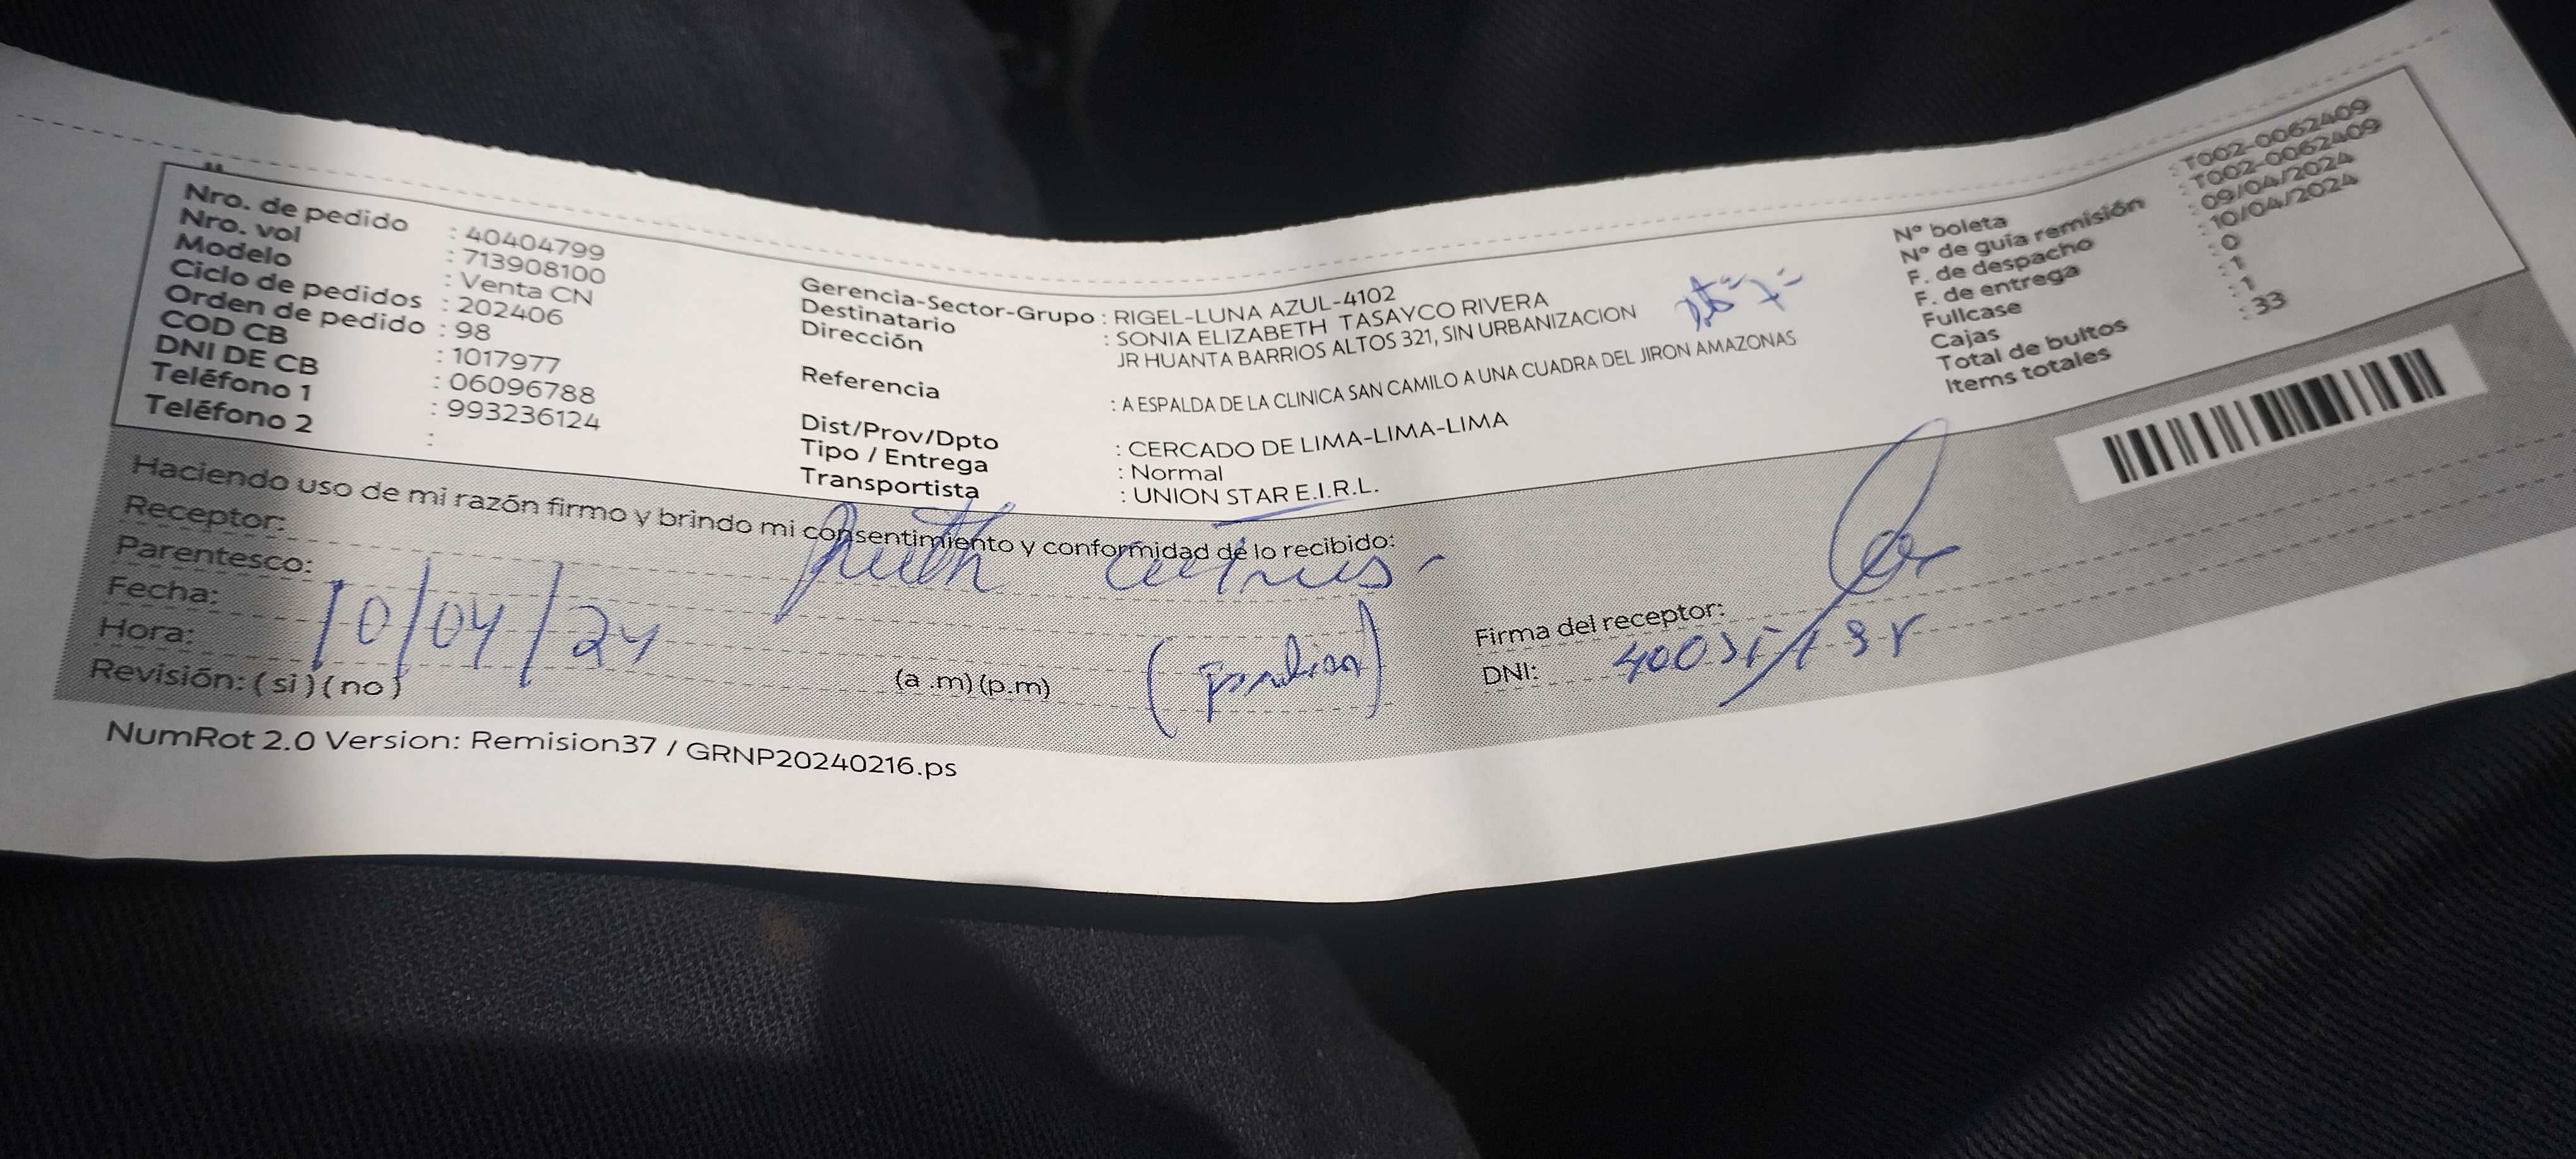 Nro. de pedido : 40404799
Nro. vol : 713908100
Modelo : Venta CN
Ciclo de pedidos : 202406
Orden de pedido : 98
COD CB : 1017977
DNI DE CB : 06096788
Teléfono 1 : 993236124
Teléfono 2 :
Gerencia-Sector-Grupo : RIGEL-LUNA AZUL-4102
Destinatario : SONIA ELIZABETH TASAYCO RIVERA
Dirección JR HUANTA BARRIOS ALTOS 321, SIN URBANIZACION
Referencia : A ESPALDA DE LA CLINICA SAN CAMILO A UNA CUADRA DEL JIRON AMAZONAS
Dist/Prov/Dpto : CERCADO DE LIMA-LIMA-LIMA
Tipo / Entrega : Normal
Transportista : UNION STAR E.I.R.L.
N° boleta : T002-0062409
N° de guía remisión : T002-0062409
F. de despacho : 09/04/2024
F. de entrega : 10/04/2024
Fullcase : 0
Cajas : 1
Total de bultos : 1
Items totales : 33
Haciendo uso de mi razón firmo y brindo mi consentimiento y conformidad de lo recibido:
Receptor: Ruth
Parentesco:
Fecha: 10/04/24
Hora: (a .m)(p.m)
Revisión: (si)(no)
Firma del receptor:
DNI:
NumRot 2.0 Version: Remision37 / GRNP20240216.ps